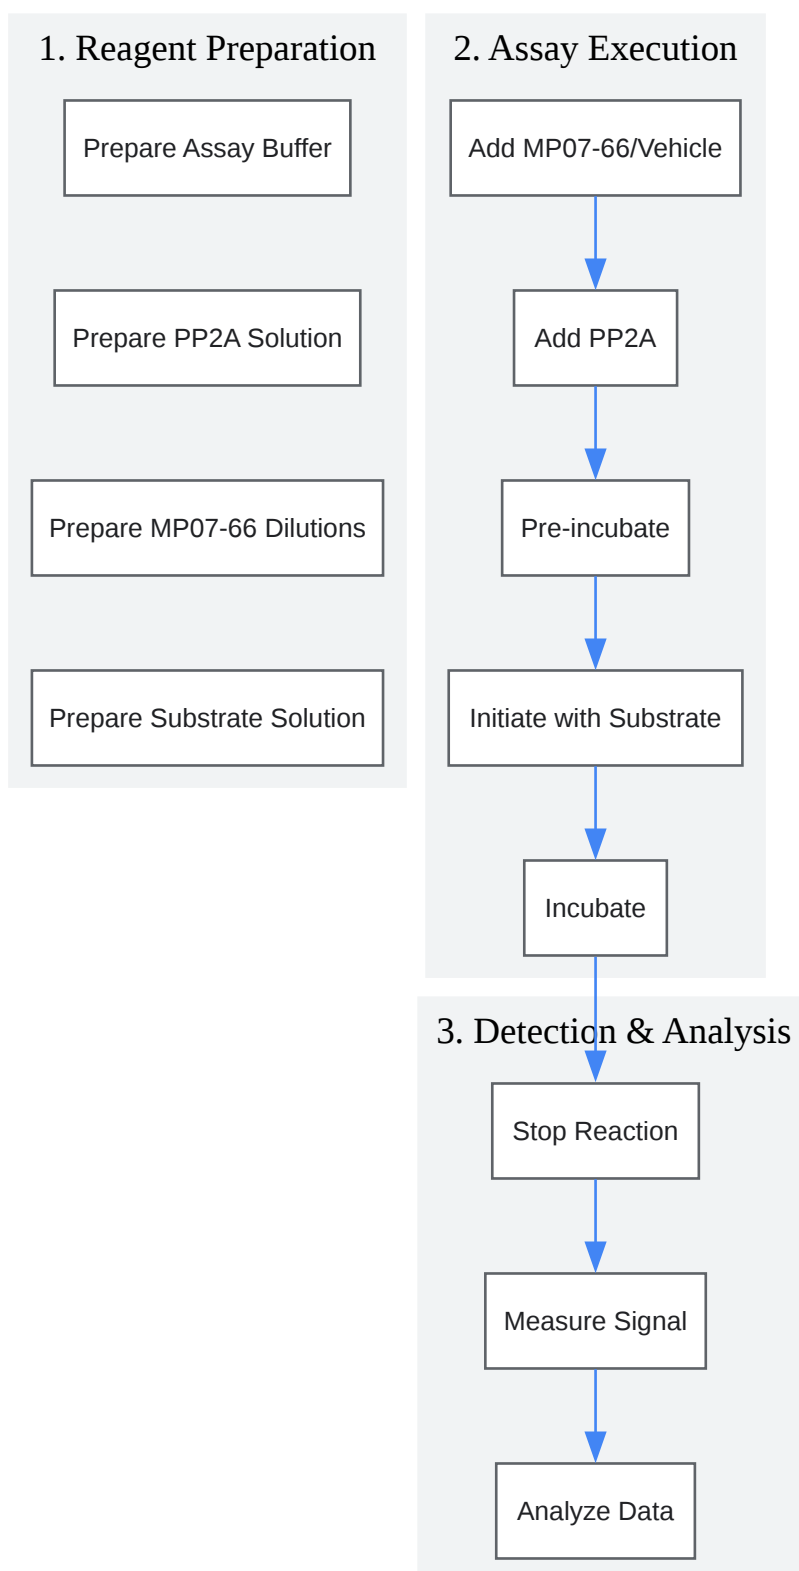 1. Reagent Preparation
Prepare Assay Buffer
Prepare PP2A Solution
Prepare MP07-66 Dilutions
Prepare Substrate Solution
2. Assay Execution
Add MP07-66/Vehicle
Add PP2A
Pre-incubate
Initiate with Substrate
Incubate
3. Detection & Analysis
Stop Reaction
Measure Signal
Analyze Data